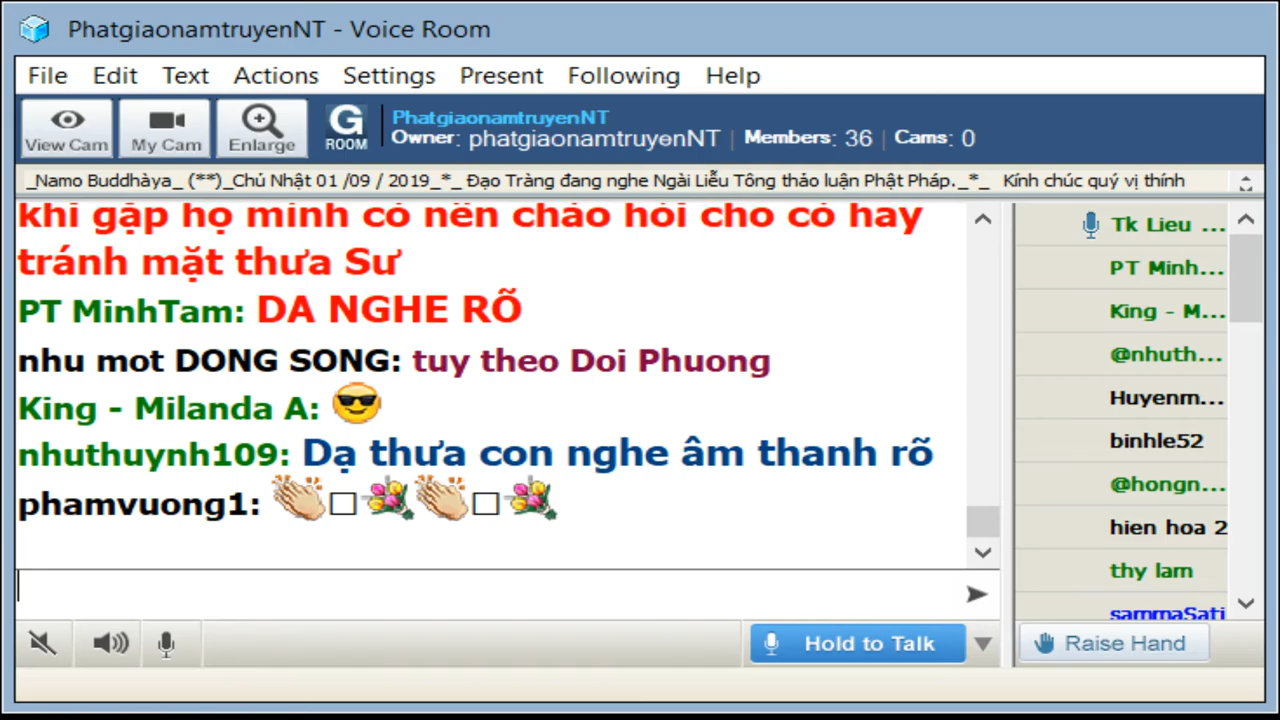 PhatgiaonamtruyenNT - Voice Room
File Edit Text Actions Settings Present Following Help
View Cam My Cam Enlarge G ROOM
PhatgiaonamtruyenNT
Owner: phatgiaonamtruyenNT | Members: 36 | Cams: 0
_Namo Buddhàya_ (**)_Chủ Nhật 01 /09 / 2019_*_ Đạo Tràng đang nghe Ngài Liễu Tông thảo luận Phật Pháp._*_ Kính chúc quý vị thính
khi gặp họ mình có nên chào hỏi cho có hay
tránh mặt thưa Sư
PT MinhTam: DA NGHE RÕ
nhu mot DONG SONG: tuy theo Doi Phuong
King - Milanda A: 😎
nhuthuynh109: Dạ thưa con nghe âm thanh rõ
phamvuong1: 👏□💐👏□💐
Tk Lieu ...
PT Minh...
King - M...
@nhuth...
Huyenm...
binhle52
@hongn...
hien hoa 2
thy lam
sammaSati
Hold to Talk
Raise Hand